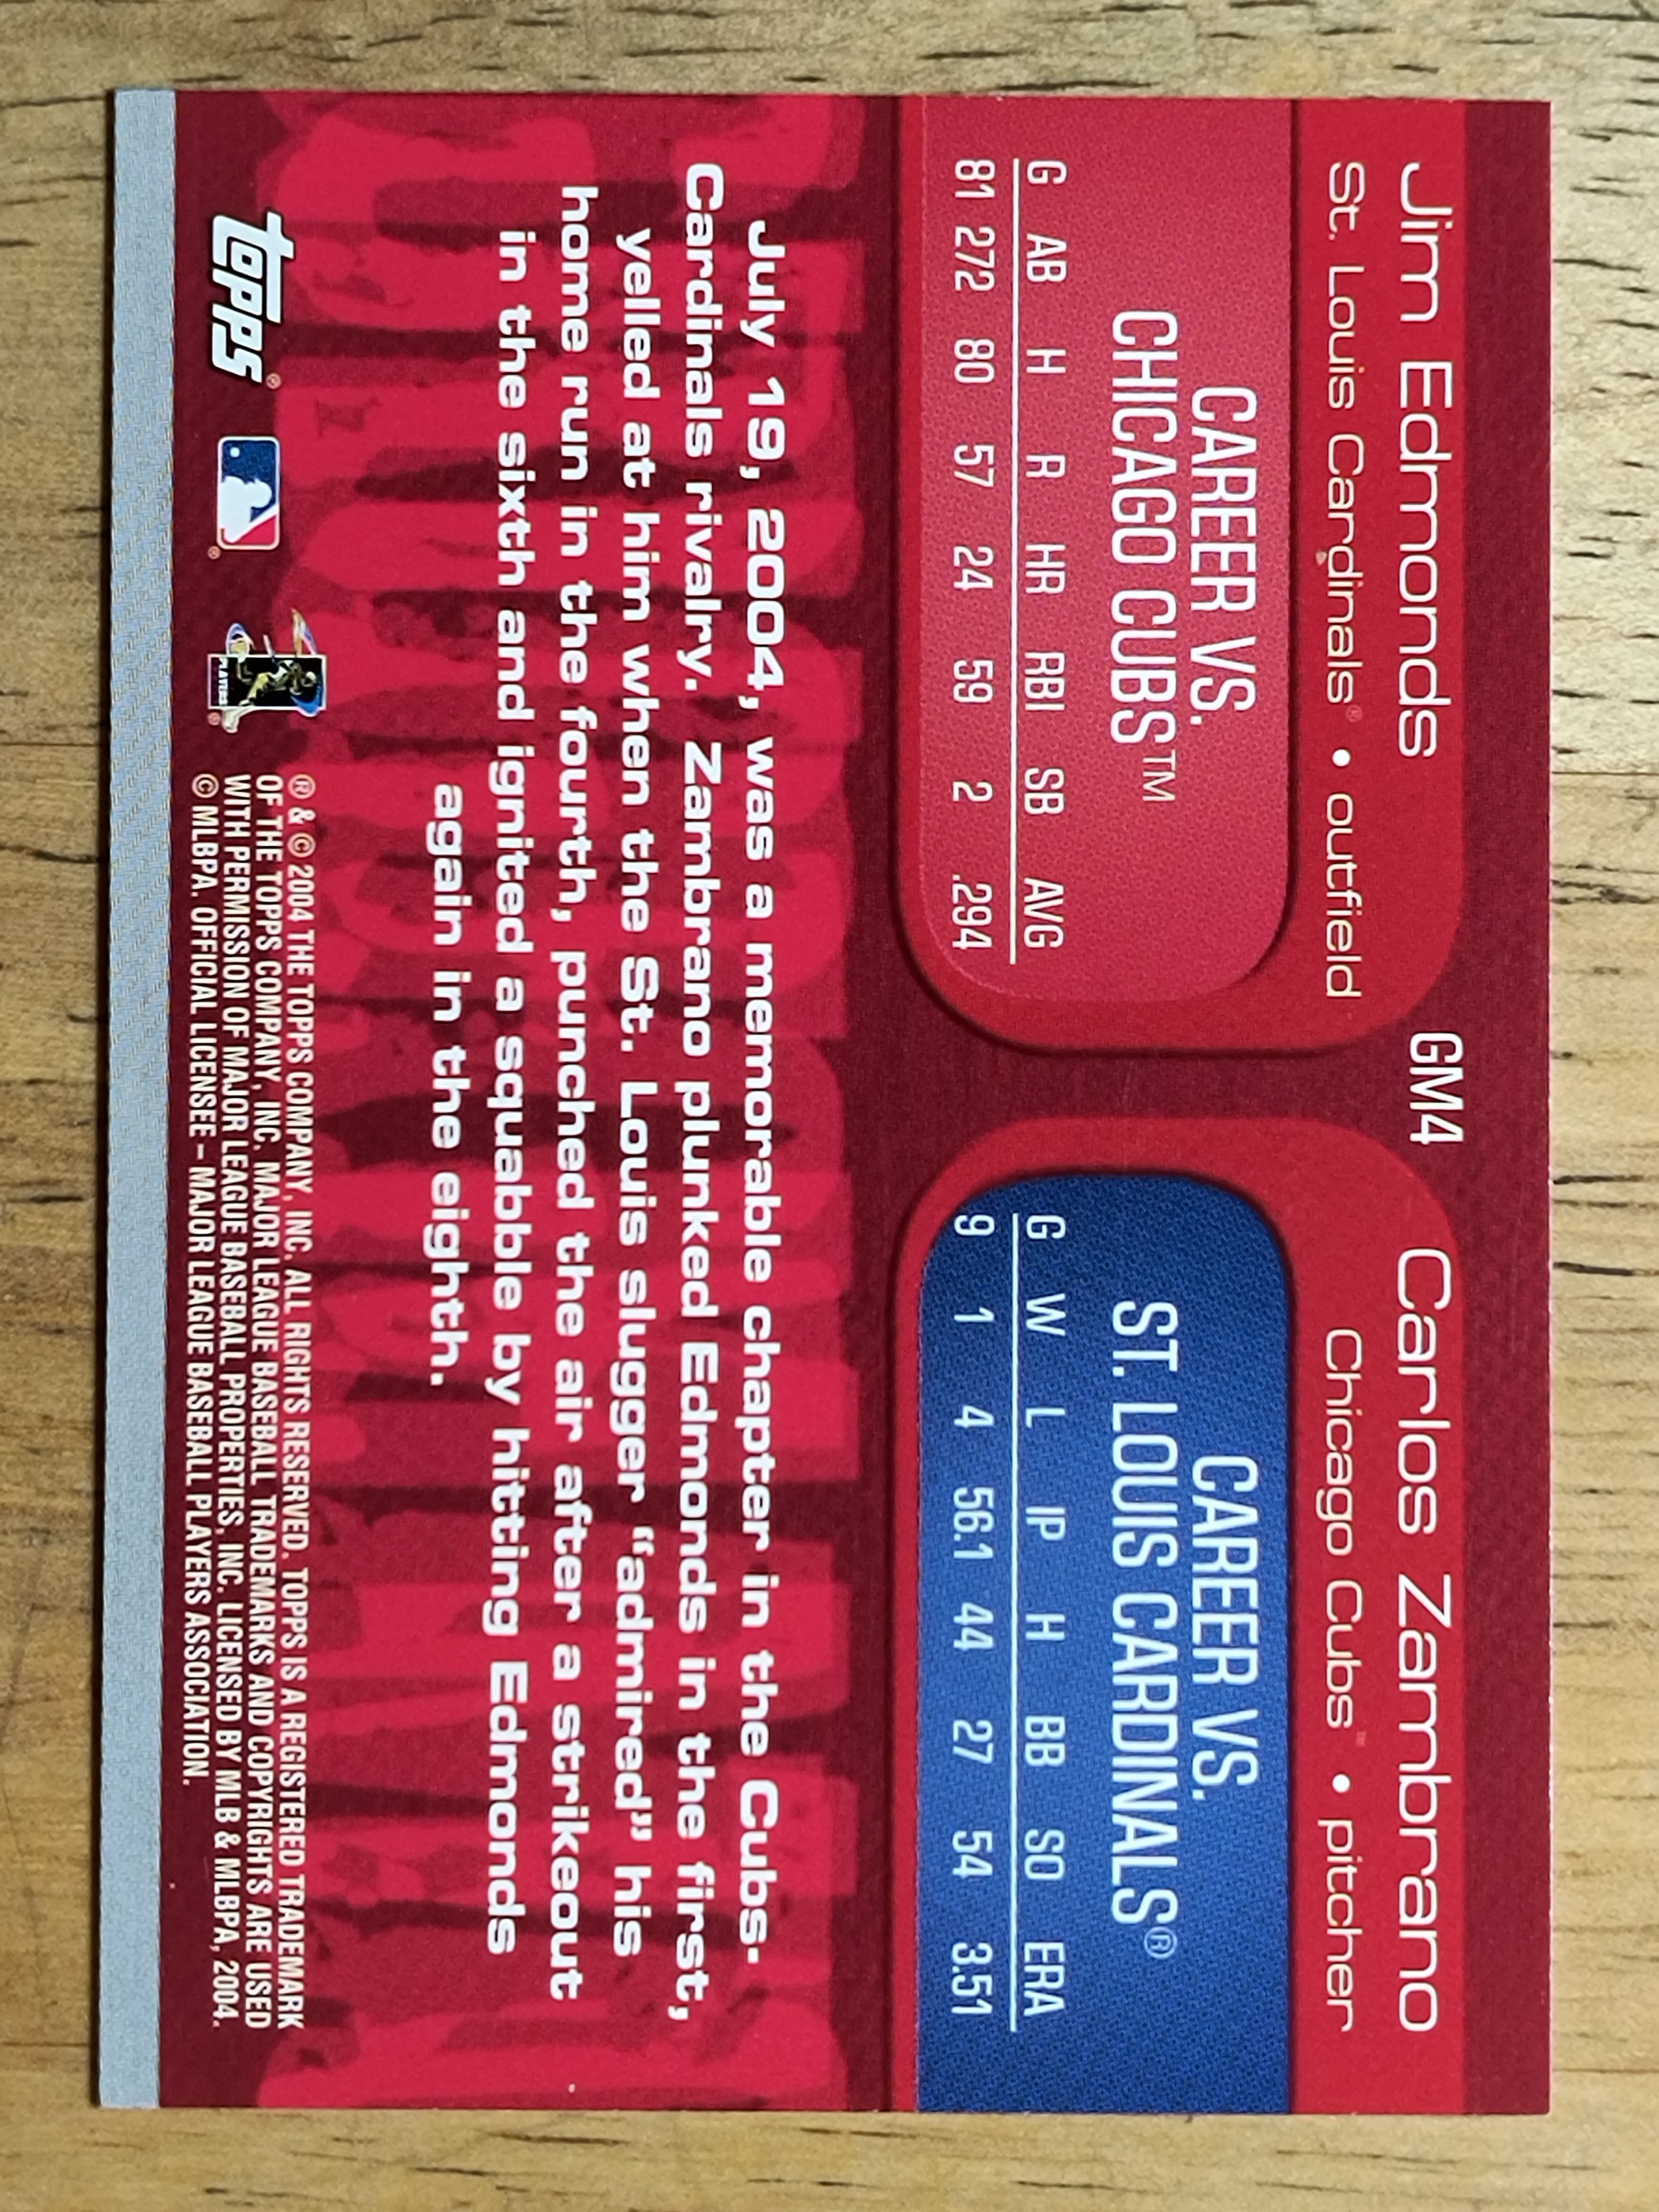 GM4
Jim Edmonds
St. Louis Cardinals® • outfield
CAREER VS.
CHICAGO CUBS™
G AB H R HR RBI SB AVG
81 272 80 57 24 59 2 .294
Carlos Zambrano
Chicago Cubs™ • pitcher
CAREER VS.
ST. LOUIS CARDINALS®
G W L IP H BB SO ERA
9 1 4 56.1 44 27 54 3.51
July 19, 2004, was a memorable chapter in the Cubs-
Cardinals rivalry. Zambrano plunked Edmonds in the first,
yelled at him when the St. Louis slugger "admired" his
home run in the fourth, punched the air after a strikeout
in the sixth and ignited a squabble by hitting Edmonds
again in the eighth.
topps®
®
PLAYERS
®
® & © 2004 THE TOPPS COMPANY, INC. ALL RIGHTS RESERVED. TOPPS IS A REGISTERED TRADEMARK
OF THE TOPPS COMPANY, INC. MAJOR LEAGUE BASEBALL TRADEMARKS AND COPYRIGHTS ARE USED
WITH PERMISSION OF MAJOR LEAGUE BASEBALL PROPERTIES, INC. LICENSED BY MLB & MLBPA, 2004.
© MLBPA. OFFICIAL LICENSEE – MAJOR LEAGUE BASEBALL PLAYERS ASSOCIATION.